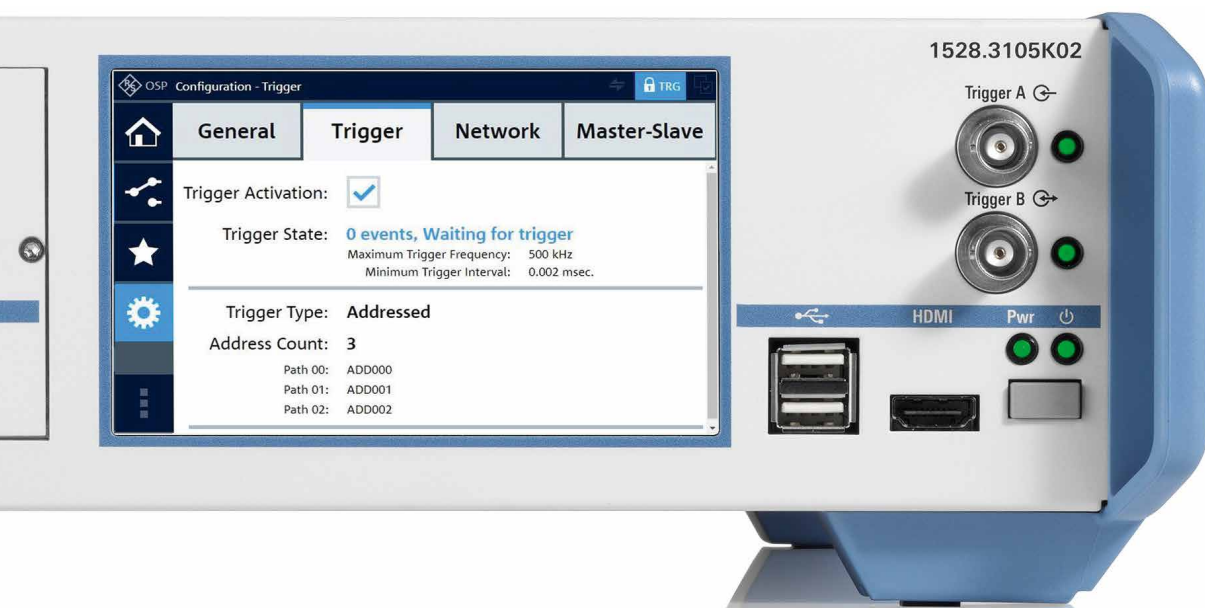 1528.3105K02
R&S OSP Configuration - Trigger TRG
General Trigger Network Master-Slave
Trigger Activation:
Trigger State: 0 events, Waiting for trigger
Maximum Trigger Frequency: 500 kHz
Minimum Trigger Interval: 0.002 msec.
Trigger Type: Addressed
Address Count: 3
Path 00: ADD000
Path 01: ADD001
Path 02: ADD002
Trigger A
Trigger B
HDMI Pwr